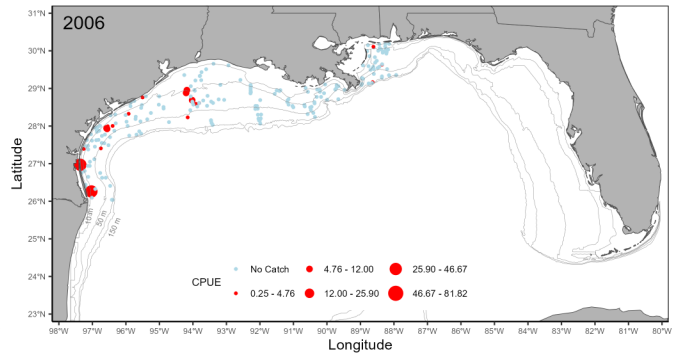 2006
31°N
30°N
29°N
28°N
27°N
26°N
25°N
24°N
23°N
Latitude
10 m
50 m
150 m
CPUE
No Catch
4.76 - 12.00
25.90 - 46.67
0.25 - 4.76
12.00 - 25.90
46.67 - 81.82
98°W 97°W 96°W 95°W 94°W 93°W 92°W 91°W 90°W 89°W 88°W 87°W 86°W 85°W 84°W 83°W 82°W 81°W 80°W
Longitude